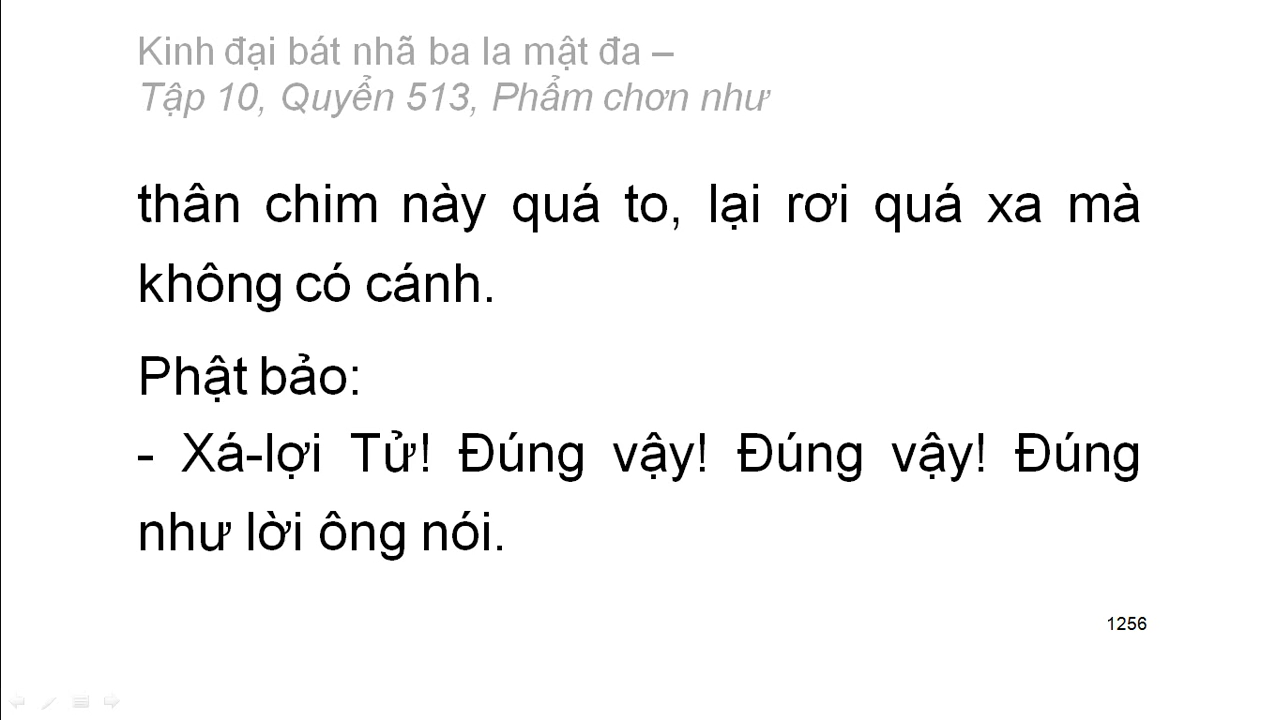 Kinh đại bát nhã ba la mật đa –
Tập 10, Quyển 513, Phẩm chơn như
thân chim này quá to, lại rơi quá xa mà
không có cánh.
Phật bảo:
- Xá-lợi Tử! Đúng vậy! Đúng vậy! Đúng
như lời ông nói.
1256